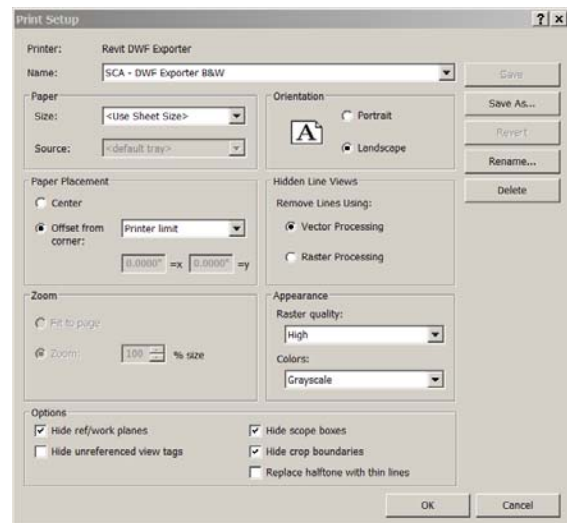 Print Setup
Printer: Revit DWF Exporter
Name: SCA - DWF Exporter B&W
Save
Save As...
Revert
Rename...
Delete
Paper
Size: <Use Sheet Size>
Source: <default tray>
Orientation
A
Portrait
Landscape
Paper Placement
Center
Offset from corner: Printer limit
0.0000" =x 0.0000" =y
Hidden Line Views
Remove Lines Using:
Vector Processing
Raster Processing
Zoom
Fit to page
Zoom: 100 % size
Appearance
Raster quality:
High
Colors:
Grayscale
Options
Hide ref/work planes
Hide unreferenced view tags
Hide scope boxes
Hide crop boundaries
Replace halftone with thin lines
OK Cancel